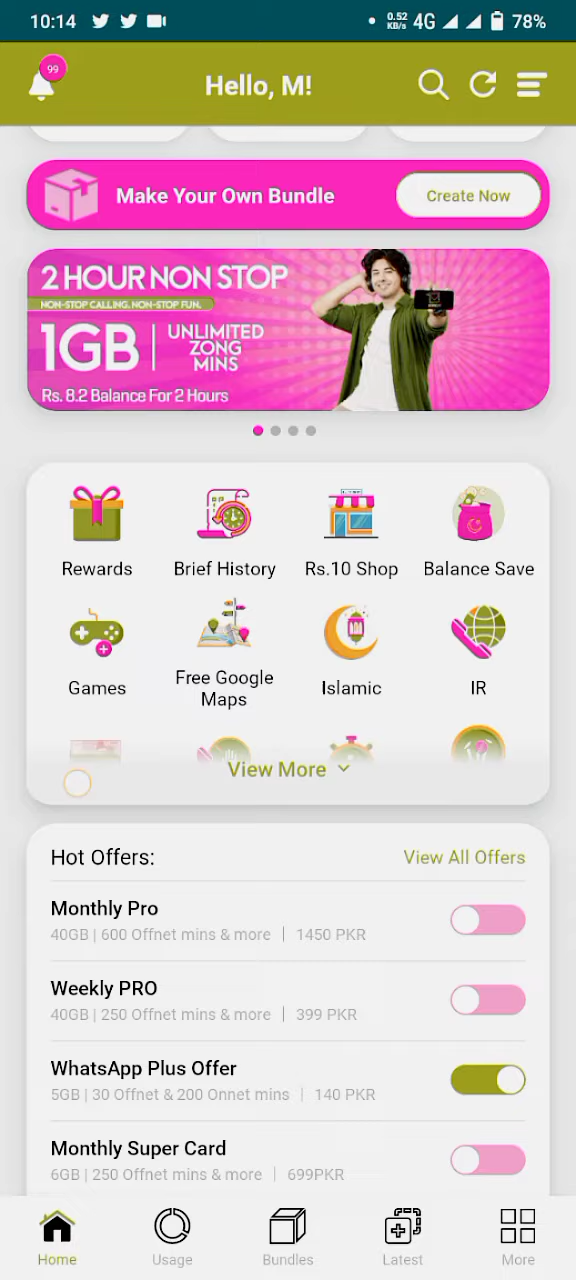 10:14
0.52 KB/s 4G 78%
99
Hello, M!
Make Your Own Bundle
Create Now
2 HOUR NON STOP
NON-STOP CALLING. NON-STOP FUN.
1GB
UNLIMITED
ZONG
MINS
Rs. 8.2 Balance For 2 Hours
Rewards
Brief History
Rs.10 Shop
Balance Save
Games
Free Google
Maps
Islamic
IR
View More
Hot Offers:
View All Offers
Monthly Pro
40GB | 600 Offnet mins & more | 1450 PKR
Weekly PRO
40GB | 250 Offnet mins & more | 399 PKR
WhatsApp Plus Offer
5GB | 30 Offnet & 200 Onnet mins | 140 PKR
Monthly Super Card
6GB | 250 Offnet mins & more | 699PKR
Home
Usage
Bundles
Latest
More